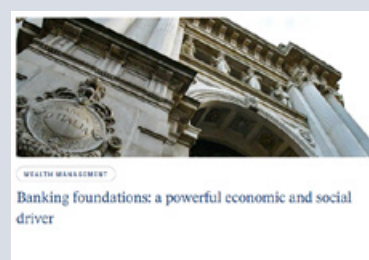 WEALTH MANAGEMENT
Banking foundations: a powerful economic and social
driver